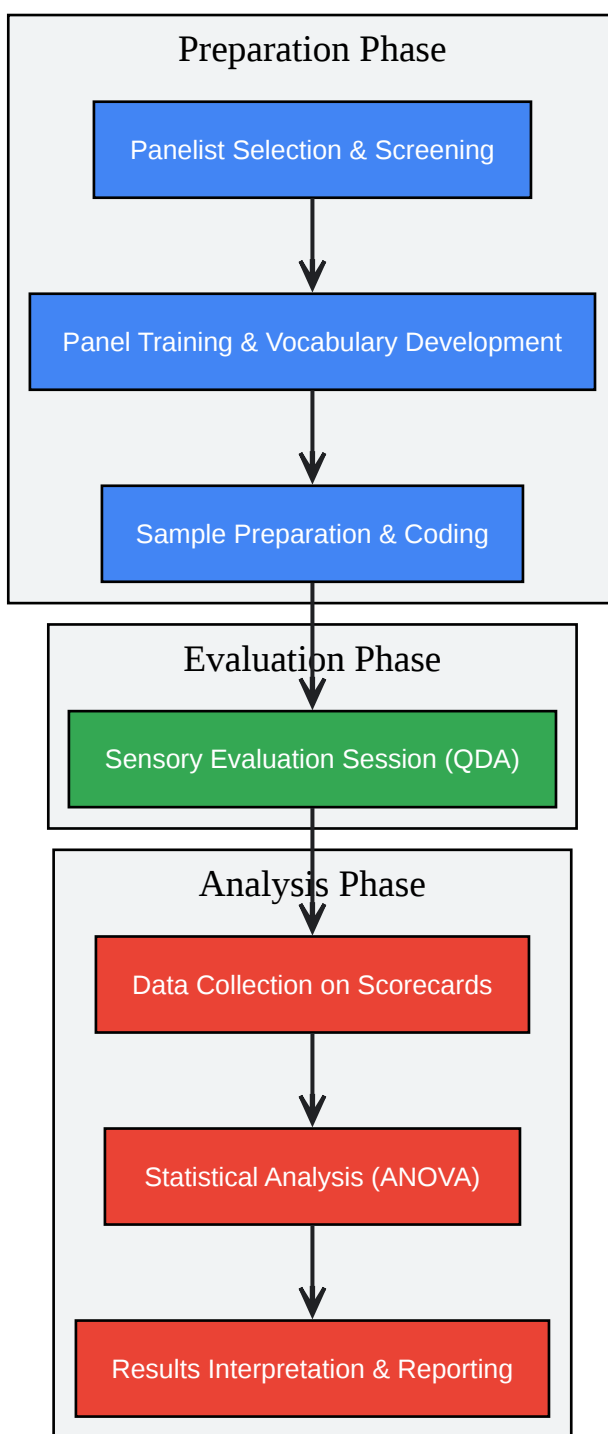 Preparation Phase
Panelist Selection & Screening
Panel Training & Vocabulary Development
Sample Preparation & Coding
Evaluation Phase
Sensory Evaluation Session (QDA)
Analysis Phase
Data Collection on Scorecards
Statistical Analysis (ANOVA)
Results Interpretation & Reporting